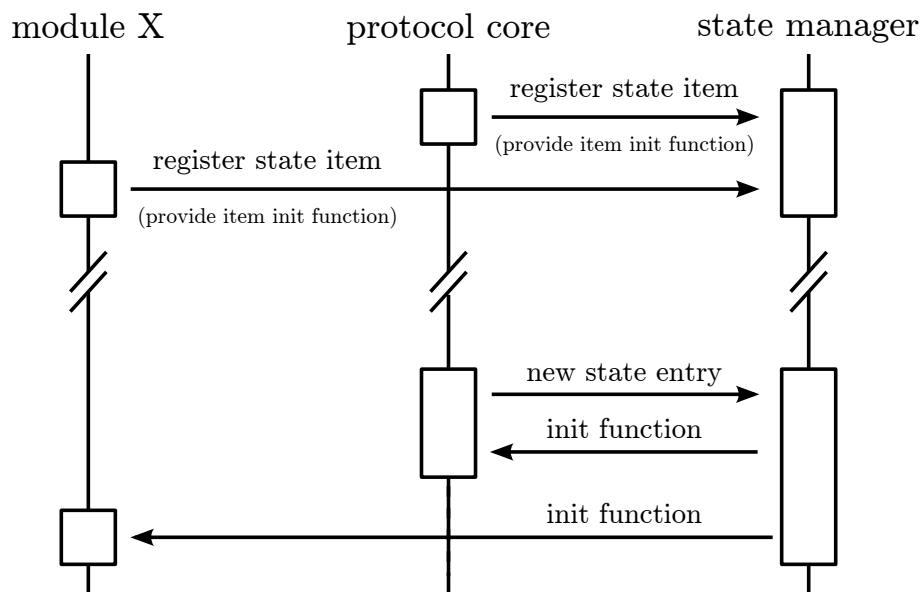 module X
protocol core
state manager
register state item
(provide item init function)
register state item
(provide item init function)
new state entry
init function
init function